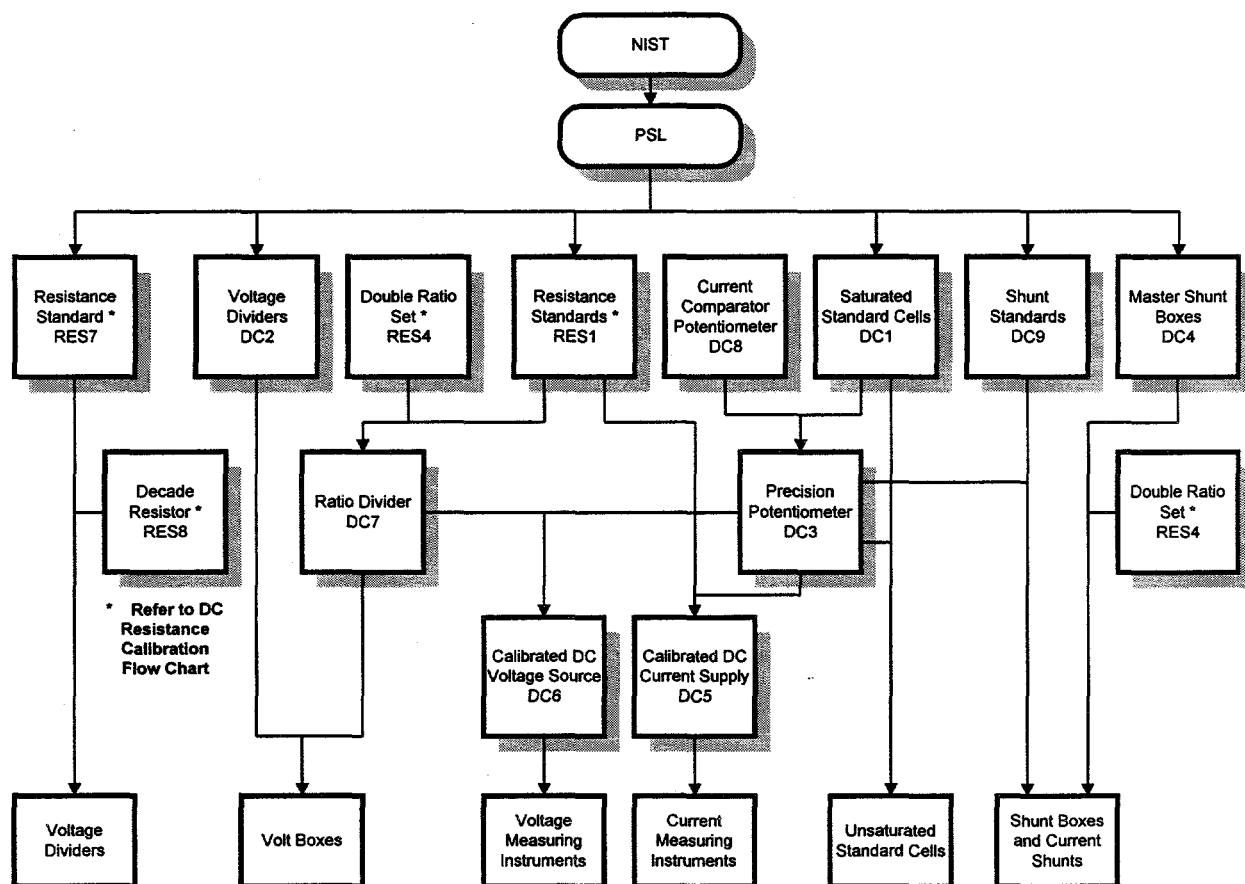 NIST
PSL
Resistance
Standard *
RES7
Voltage
Dividers
DC2
Double Ratio
Set *
RES4
Resistance
Standards *
RES1
Current
Comparator
Potentiometer
DC8
Saturated
Standard Cells
DC1
Shunt
Standards
DC9
Master Shunt
Boxes
DC4
Decade
Resistor *
RES8
Ratio Divider
DC7
Precision
Potentiometer
DC3
Double Ratio
Set *
RES4
* Refer to DC
Resistance
Calibration
Flow Chart
Calibrated DC
Voltage Source
DC6
Calibrated DC
Current Supply
DC5
Voltage
Dividers
Volt Boxes
Voltage
Measuring
Instruments
Current
Measuring
Instruments
Unsaturated
Standard Cells
Shunt Boxes
and Current
Shunts